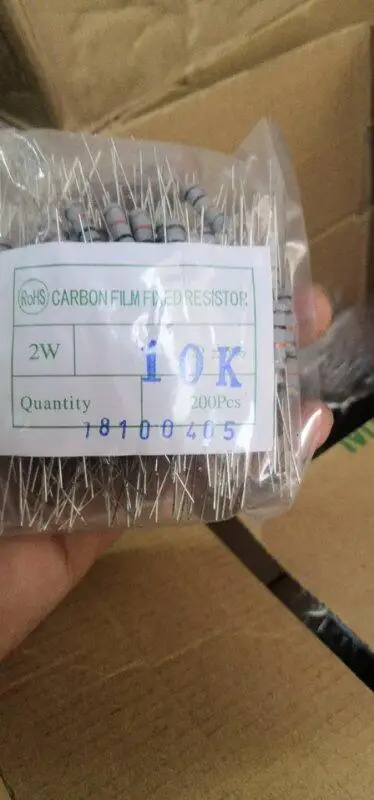 RoHS CARBON FILM FIXED RESISTOR
2W
10K
Quantity 200Pcs
18100405